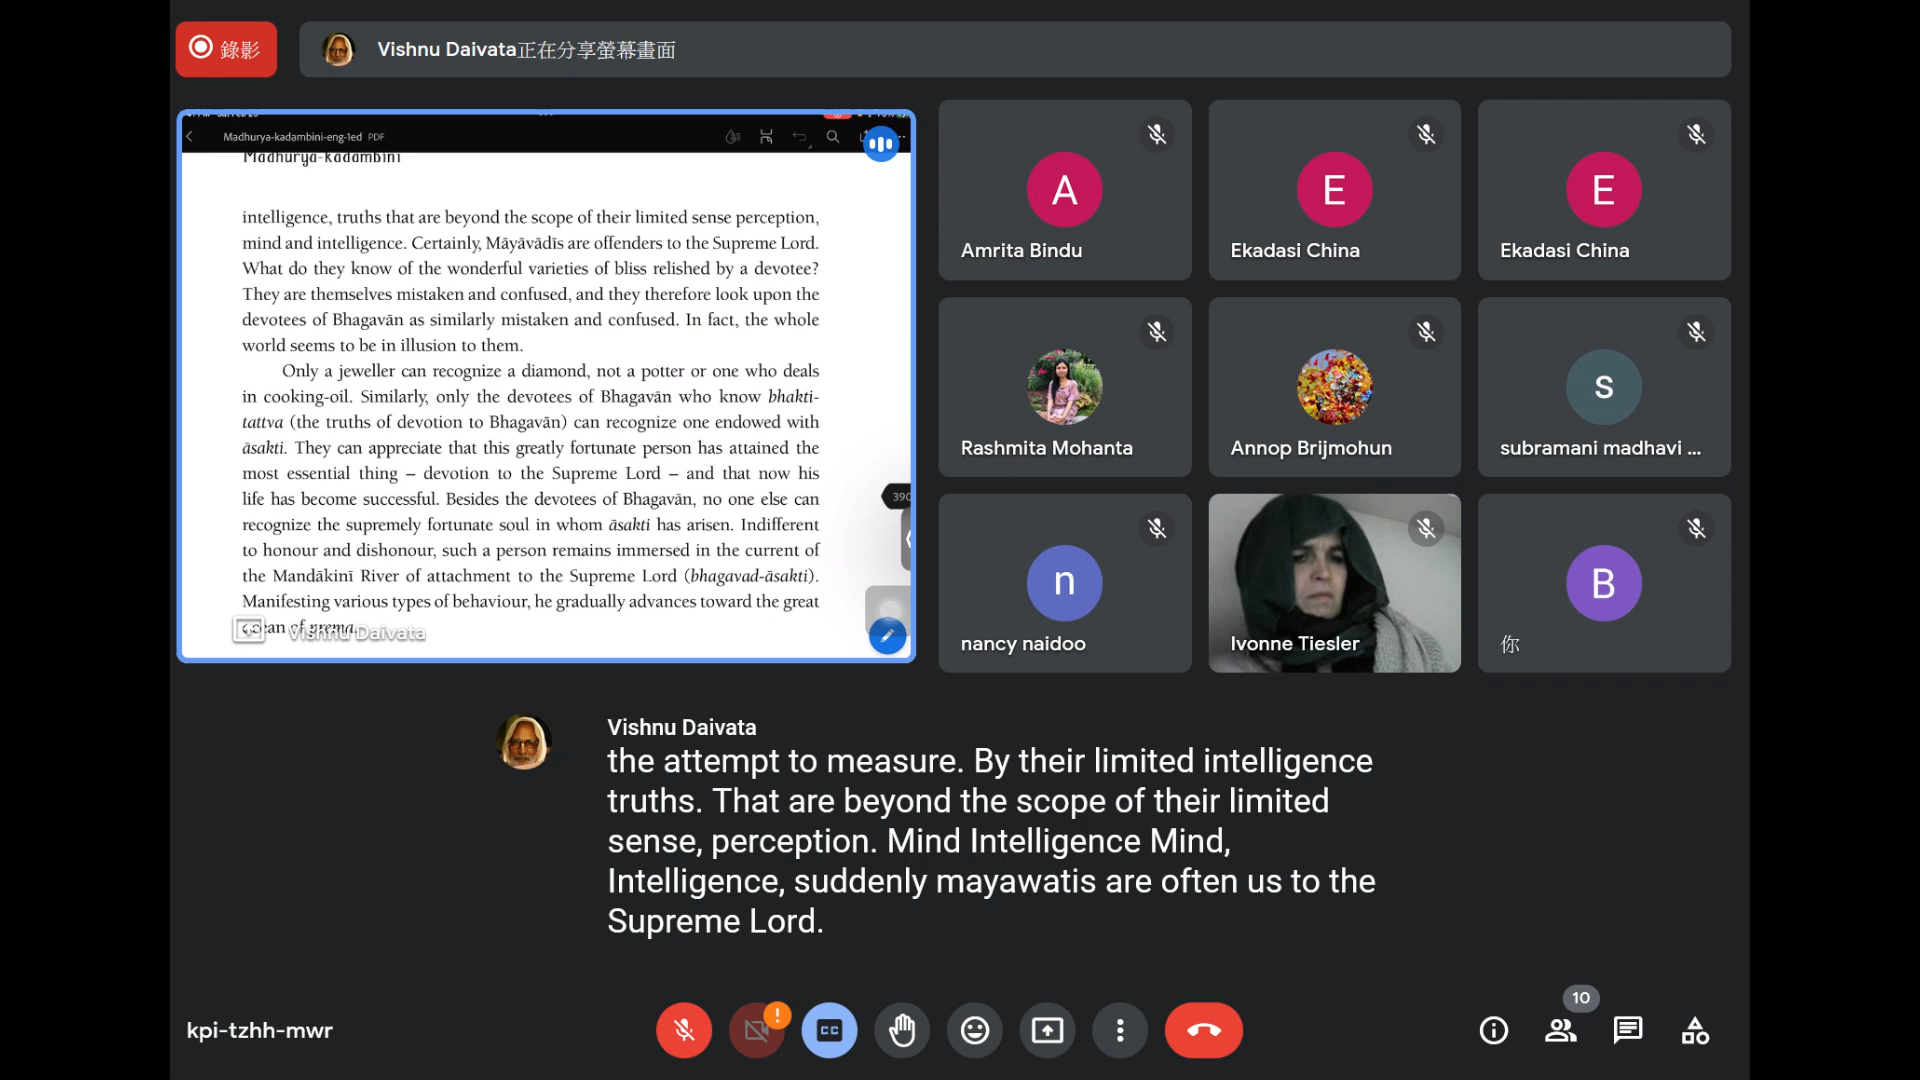 錄影
Vishnu Daivata正在分享螢幕畫面
Madhurya-kadambini-eng-1ed PDF
Madhurya-Kadambini
intelligence, truths that are beyond the scope of their limited sense perception,
mind and intelligence. Certainly, Māyāvādīs are offenders to the Supreme Lord.
What do they know of the wonderful varieties of bliss relished by a devotee?
They are themselves mistaken and confused, and they therefore look upon the
devotees of Bhagavān as similarly mistaken and confused. In fact, the whole
world seems to be in illusion to them.
Only a jeweller can recognize a diamond, not a potter or one who deals
in cooking-oil. Similarly, only the devotees of Bhagavān who know bhakti-
tattva (the truths of devotion to Bhagavān) can recognize one endowed with
āsakti. They can appreciate that this greatly fortunate person has attained the
most essential thing – devotion to the Supreme Lord – and that now his
life has become successful. Besides the devotees of Bhagavān, no one else can
recognize the supremely fortunate soul in whom āsakti has arisen. Indifferent
to honour and dishonour, such a person remains immersed in the current of
the Mandākinī River of attachment to the Supreme Lord (bhagavad-āsakti).
Manifesting various types of behaviour, he gradually advances toward the great
of prema.
Vishnu Daivata
390
A
Amrita Bindu
E
Ekadasi China
E
Ekadasi China
Rashmita Mohanta
Annop Brijmohun
s
subramani madhavi ...
n
nancy naidoo
Ivonne Tiesler
B
你
Vishnu Daivata
the attempt to measure. By their limited intelligence
truths. That are beyond the scope of their limited
sense, perception. Mind Intelligence Mind,
Intelligence, suddenly mayawatis are often us to the
Supreme Lord.
kpi-tzhh-mwr
!
CC
10